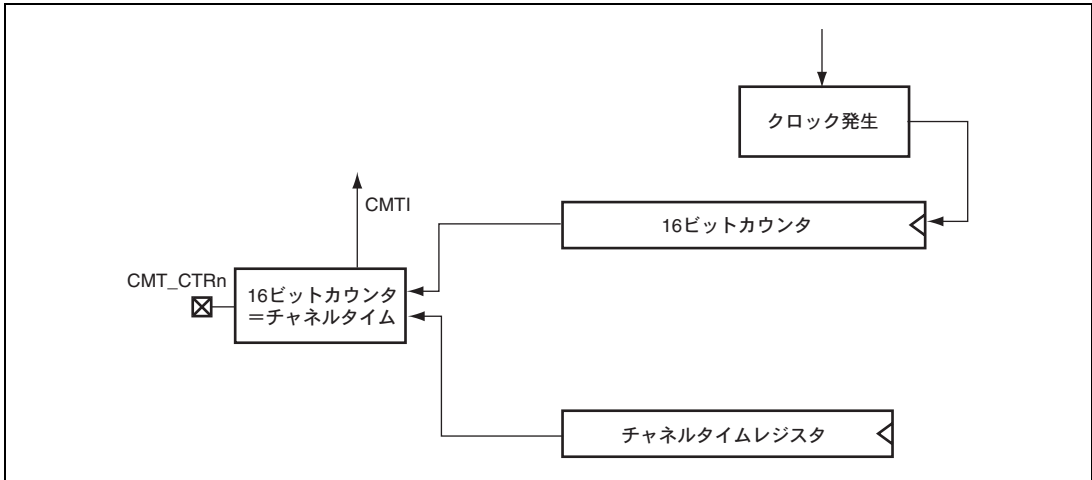 クロック発生
CMTI
16ビットカウンタ
CMT_CTRn
16ビットカウンタ
＝チャネルタイム
チャネルタイムレジスタ